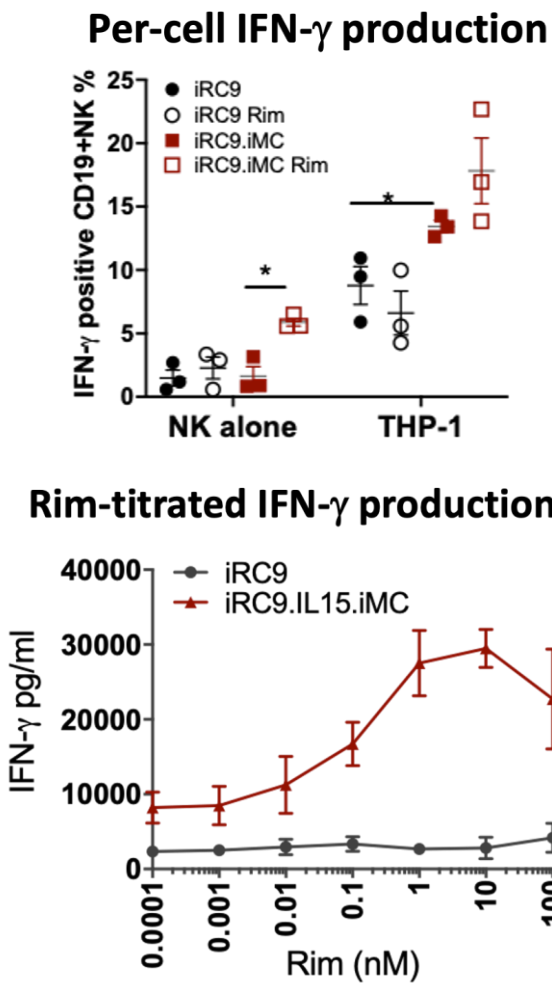 Per-cell IFN-γ production
IFN-γ positive CD19+NK %
25
20
15
10
5
0
iRC9
iRC9 Rim
iRC9.iMC
iRC9.iMC Rim
*
*
NK alone
THP-1
Rim-titrated IFN-γ production
IFN-γ pg/ml
40000
30000
20000
10000
0
iRC9
iRC9.IL15.iMC
0.0001
0.001
0.01
0.1
1
10
100
Rim (nM)